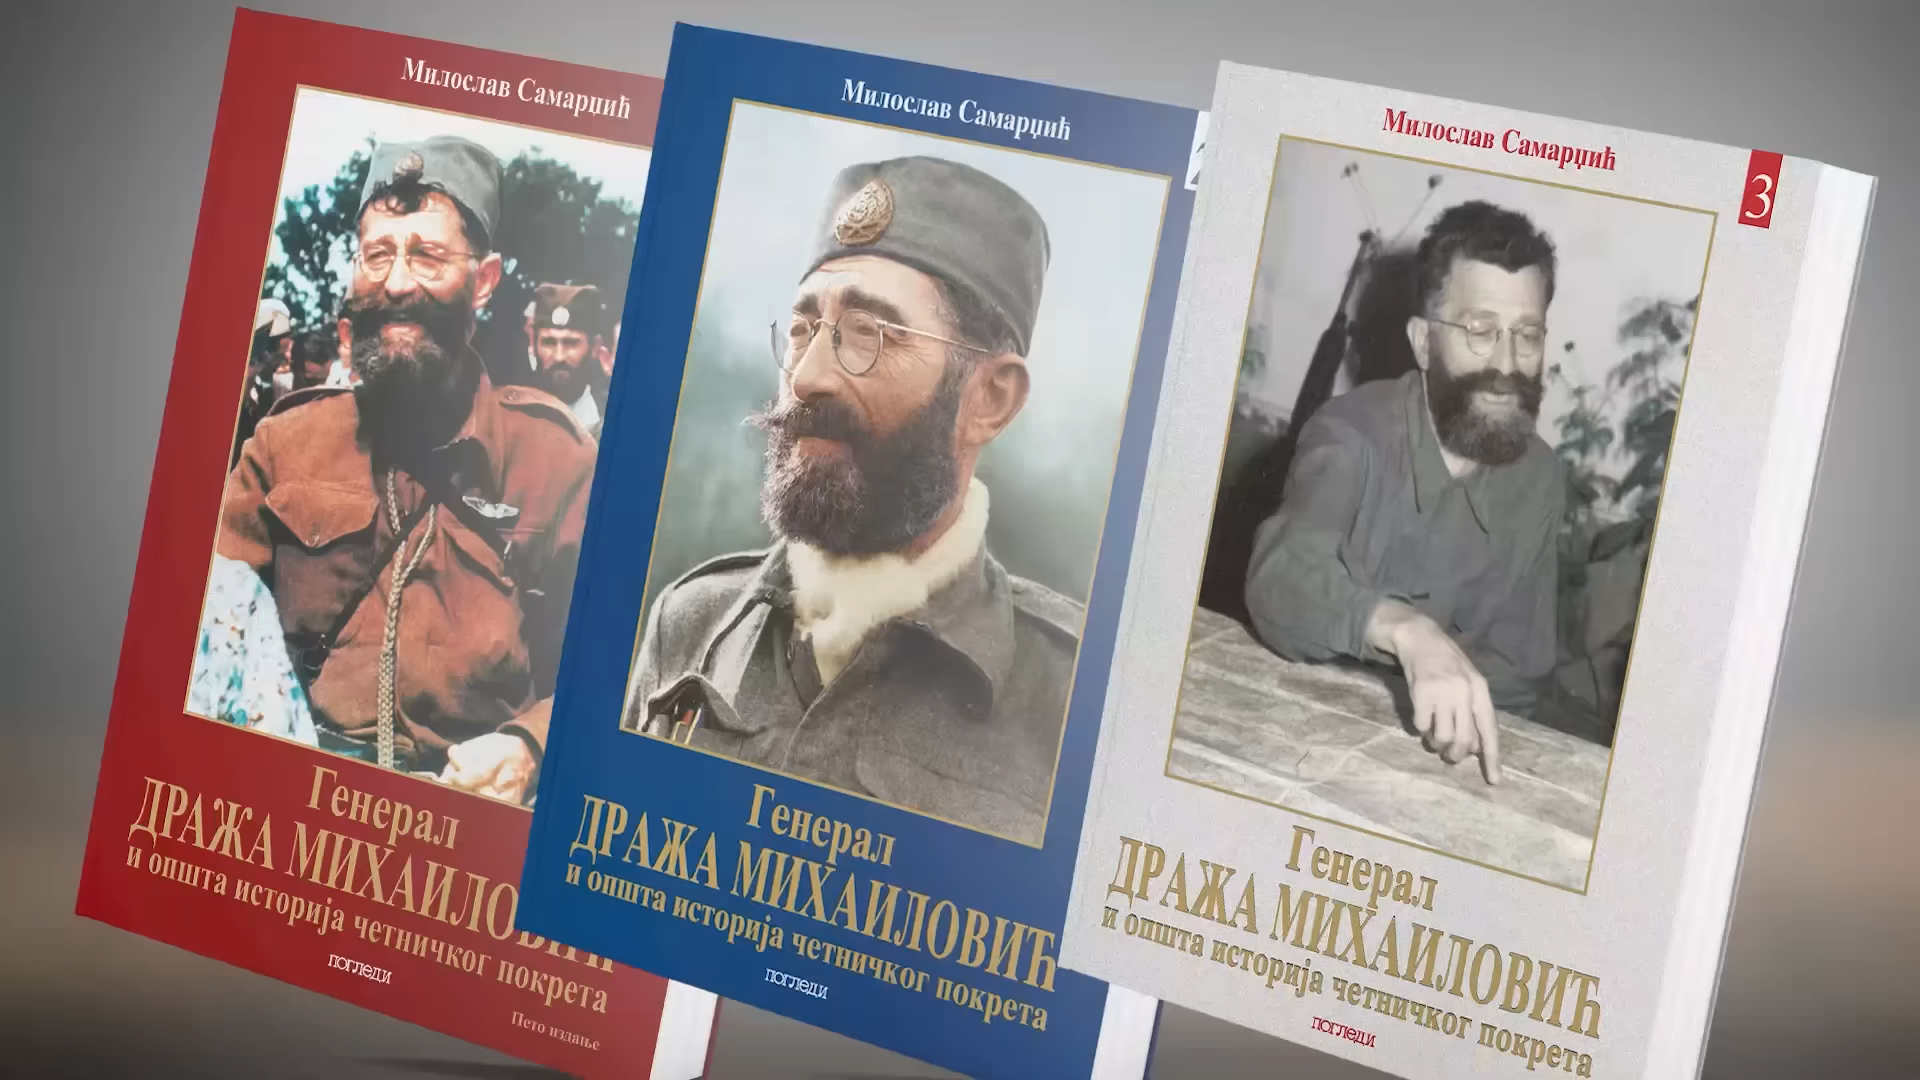 Милослав Самарџић
Генерал
ДРАЖА МИХАИЛОВИЋ
и општа историја четничког покрета
погледи
Пето издање
Милослав Самарџић
Генерал
ДРАЖА МИХАИЛОВИЋ
и општа историја четничког покрета
погледи
Милослав Самарџић
3
Генерал
ДРАЖА МИХАИЛОВИЋ
и општа историја четничког покрета
погледи